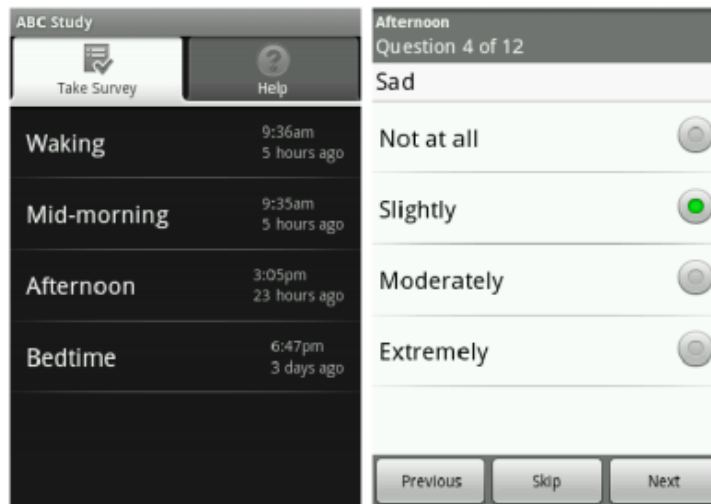 ABC Study
Take Survey
Help
Waking
9:36am
5 hours ago
Mid-morning
9:35am
5 hours ago
Afternoon
3:05pm
23 hours ago
Bedtime
6:47pm
3 days ago
Afternoon
Question 4 of 12
Sad
Not at all
Slightly
Moderately
Extremely
Previous
Skip
Next